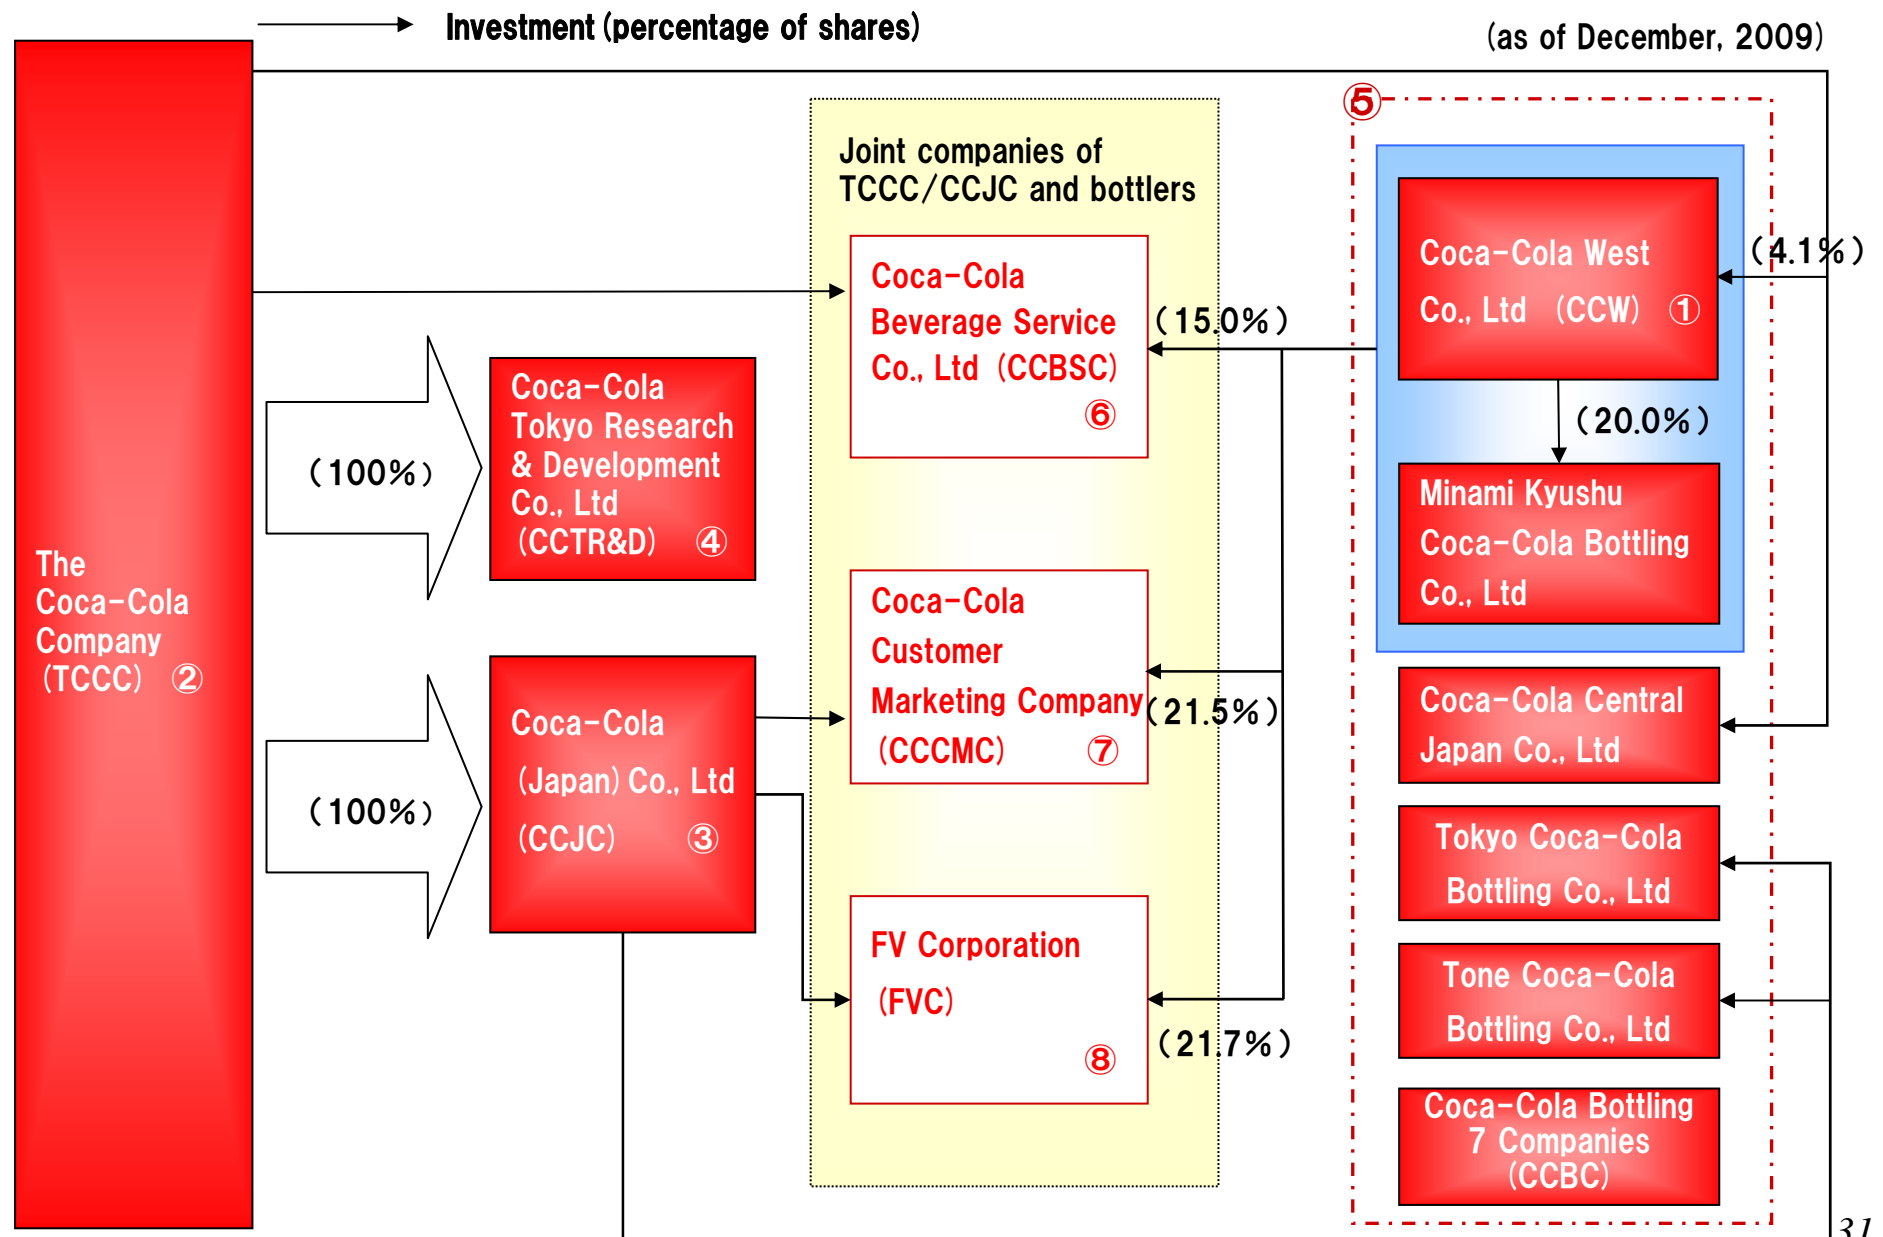 Investment (percentage of shares)
(as of December, 2009)
The
Coca-Cola
Company
(TCCC) ②
(100%)
(100%)
Coca-Cola
Tokyo Research
& Development
Co., Ltd
(CCTR&D) ④
Coca-Cola
(Japan) Co., Ltd
(CCJC) ③
Joint companies of
TCCC/CCJC and bottlers
Coca-Cola
Beverage Service
Co., Ltd (CCBSC)
⑥
(15.0%)
Coca-Cola
Customer
Marketing Company
(CCCMC) ⑦
(21.5%)
FV Corporation
(FVC)
⑧
(21.7%)
⑤
Coca-Cola West
Co., Ltd (CCW) ①
(4.1%)
(20.0%)
Minami Kyushu
Coca-Cola Bottling
Co., Ltd
Coca-Cola Central
Japan Co., Ltd
Tokyo Coca-Cola
Bottling Co., Ltd
Tone Coca-Cola
Bottling Co., Ltd
Coca-Cola Bottling
7 Companies
(CCBC)
31